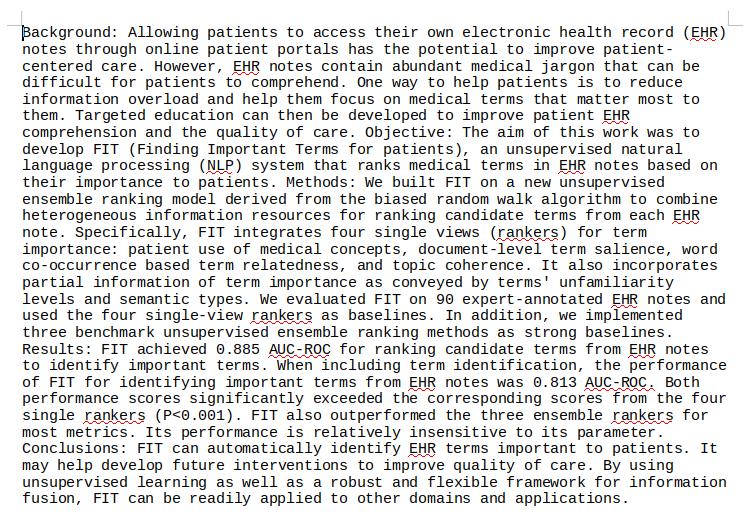 Background: Allowing patients to access their own electronic health record (EHR)
notes through online patient portals has the potential to improve patient-
centered care. However, EHR notes contain abundant medical jargon that can be
difficult for patients to comprehend. One way to help patients is to reduce
information overload and help them focus on medical terms that matter most to
them. Targeted education can then be developed to improve patient EHR
comprehension and the quality of care. Objective: The aim of this work was to
develop FIT (Finding Important Terms for patients), an unsupervised natural
language processing (NLP) system that ranks medical terms in EHR notes based on
their importance to patients. Methods: We built FIT on a new unsupervised
ensemble ranking model derived from the biased random walk algorithm to combine
heterogeneous information resources for ranking candidate terms from each EHR
note. Specifically, FIT integrates four single views (rankers) for term
importance: patient use of medical concepts, document-level term salience, word
co-occurrence based term relatedness, and topic coherence. It also incorporates
partial information of term importance as conveyed by terms' unfamiliarity
levels and semantic types. We evaluated FIT on 90 expert-annotated EHR notes and
used the four single-view rankers as baselines. In addition, we implemented
three benchmark unsupervised ensemble ranking methods as strong baselines.
Results: FIT achieved 0.885 AUC-ROC for ranking candidate terms from EHR notes
to identify important terms. When including term identification, the performance
of FIT for identifying important terms from EHR notes was 0.813 AUC-ROC. Both
performance scores significantly exceeded the corresponding scores from the four
single rankers (P<0.001). FIT also outperformed the three ensemble rankers for
most metrics. Its performance is relatively insensitive to its parameter.
Conclusions: FIT can automatically identify EHR terms important to patients. It
may help develop future interventions to improve quality of care. By using
unsupervised learning as well as a robust and flexible framework for information
fusion, FIT can be readily applied to other domains and applications.